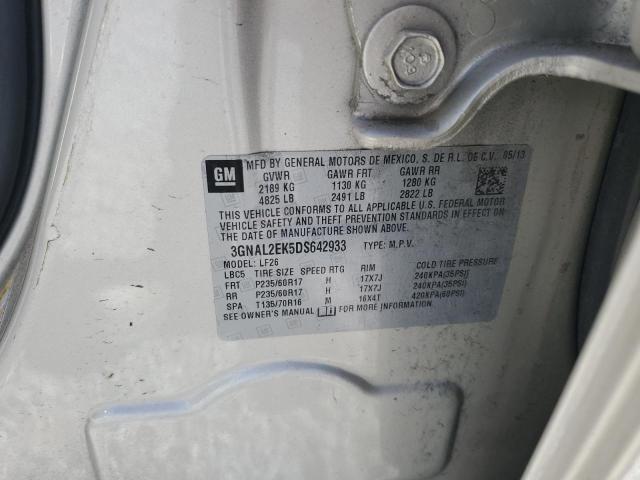 GM
MFD BY GENERAL MOTORS DE MEXICO, S. DE R.L. DE C.V. 05/13
GVWR GAWR FRT GAWR RR
2189 KG 1130 KG 1280 KG
4825 LB 2491 LB 2822 LB
THIS VEHICLE CONFORMS TO ALL APPLICABLE U.S. FEDERAL MOTOR
VEHICLE SAFETY AND THEFT PREVENTION STANDARDS IN EFFECT
ON THE DATE OF MANUFACTURE SHOWN ABOVE.
3GNAL2EK5DS642933 TYPE: M.P.V.
MODEL: LF26
LBC5 TIRE SIZE SPEED RTG RIM COLD TIRE PRESSURE
FRT P235/60R17 H 17X7J 240KPA(35PSI)
RR P235/60R17 H 17X7J 240KPA(35PSI)
SPA T135/70R16 M 16X4T 420KPA(60PSI)
SEE OWNER'S MANUAL FOR MORE INFORMATION.